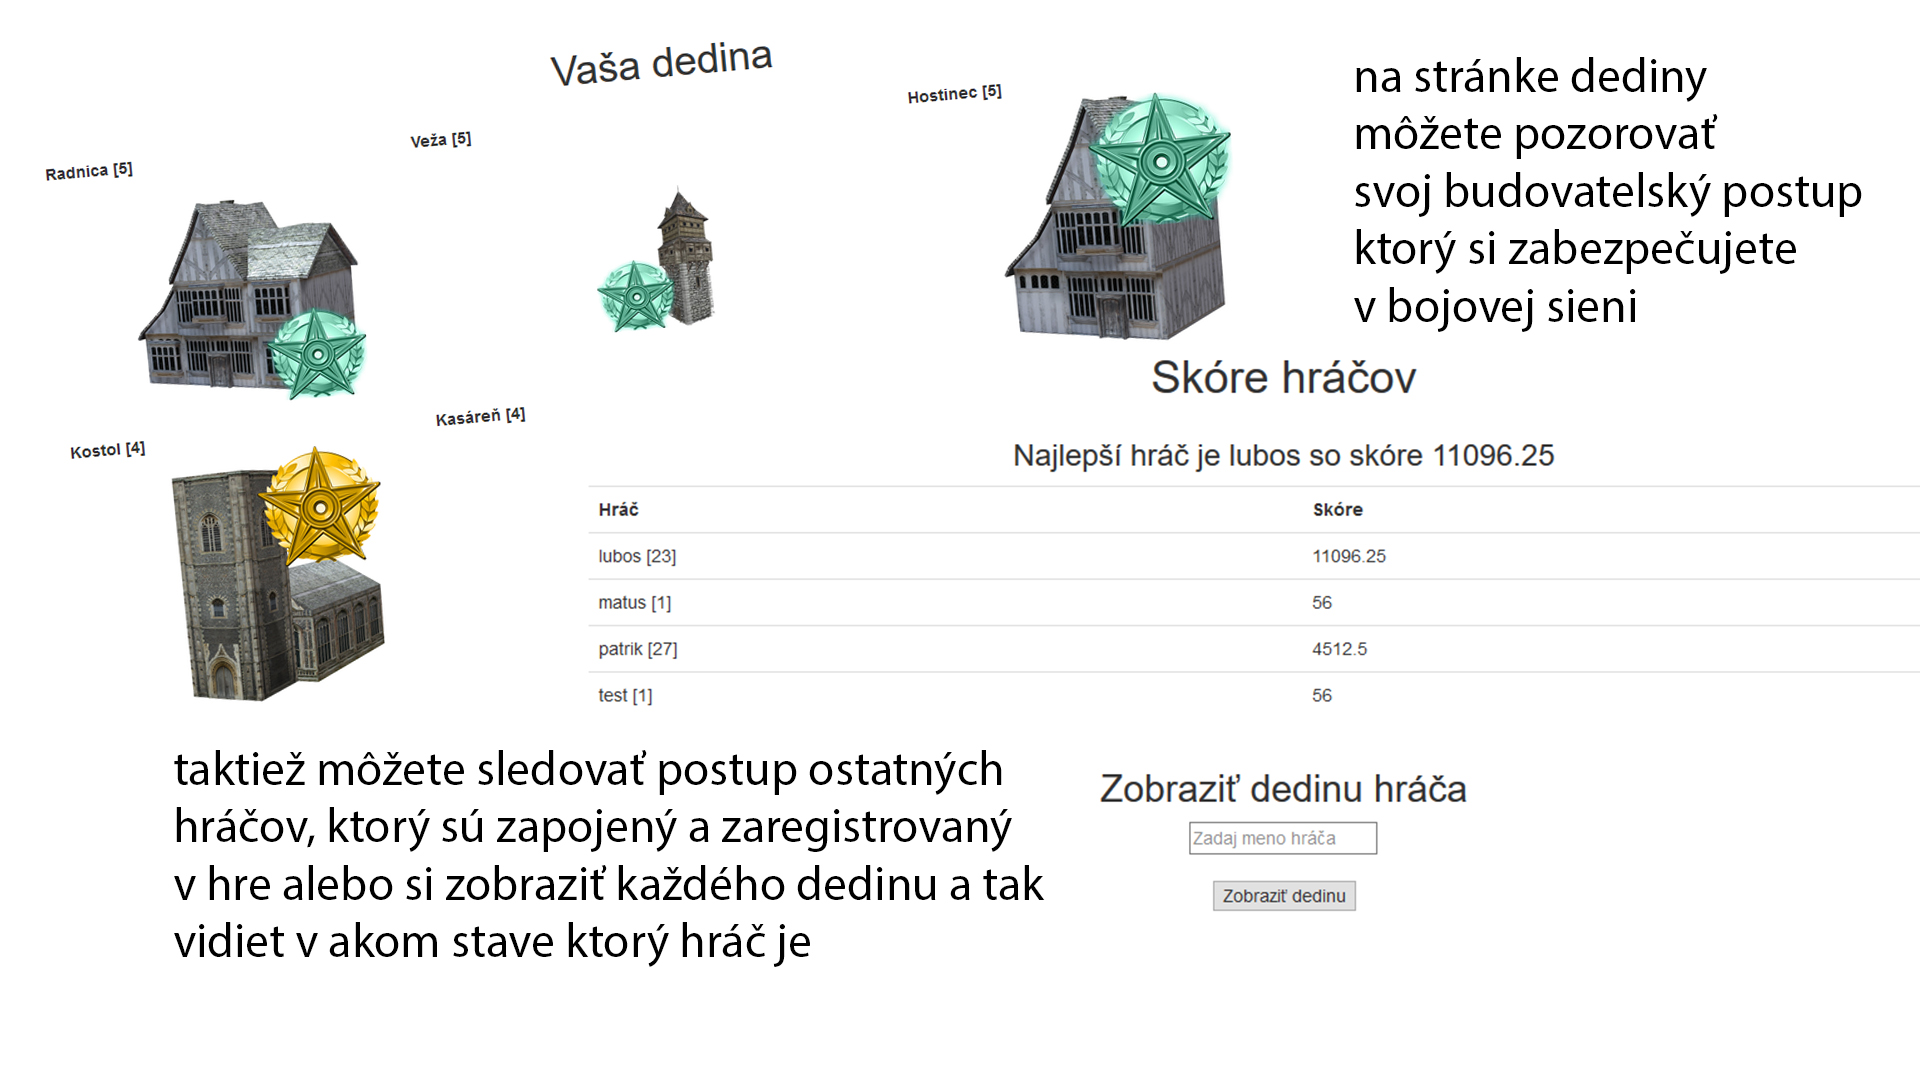 Vaša dedina
Radnica [5]
Veža [5]
Hostinec [5]
Kostol [4]
Kasáreň [4]
na stránke dediny
môžete pozorovať
svoj budovatelský postup
ktorý si zabezpečujete
v bojovej sieni
Skóre hráčov
Najlepší hráč je lubos so skóre 11096.25
Hráč Skóre
lubos [23] 11096.25
matus [1] 56
patrik [27] 4512.5
test [1] 56
taktiež môžete sledovať postup ostatných
hráčov, ktorý sú zapojený a zaregistrovaný
v hre alebo si zobraziť každého dedinu a tak
vidiet v akom stave ktorý hráč je
Zobraziť dedinu hráča
Zadaj meno hráča
Zobraziť dedinu